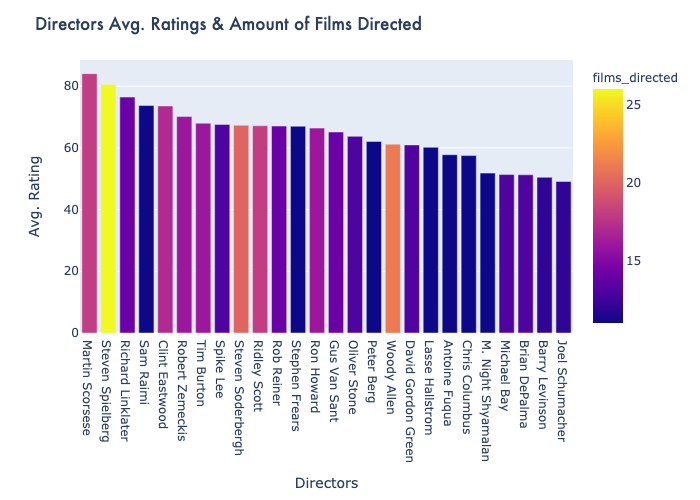 Directors Avg. Ratings & Amount of Films Directed
films_directed
25
20
15
Avg. Rating
80
60
40
20
0
Martin Scorsese
Steven Spielberg
Richard Linklater
Sam Raimi
Clint Eastwood
Robert Zemeckis
Tim Burton
Spike Lee
Steven Soderbergh
Ridley Scott
Rob Reiner
Stephen Frears
Ron Howard
Gus Van Sant
Oliver Stone
Peter Berg
Woody Allen
David Gordon Green
Lasse Hallstrom
Antoine Fuqua
Chris Columbus
M. Night Shyamalan
Michael Bay
Brian DePalma
Barry Levinson
Joel Schumacher
Directors